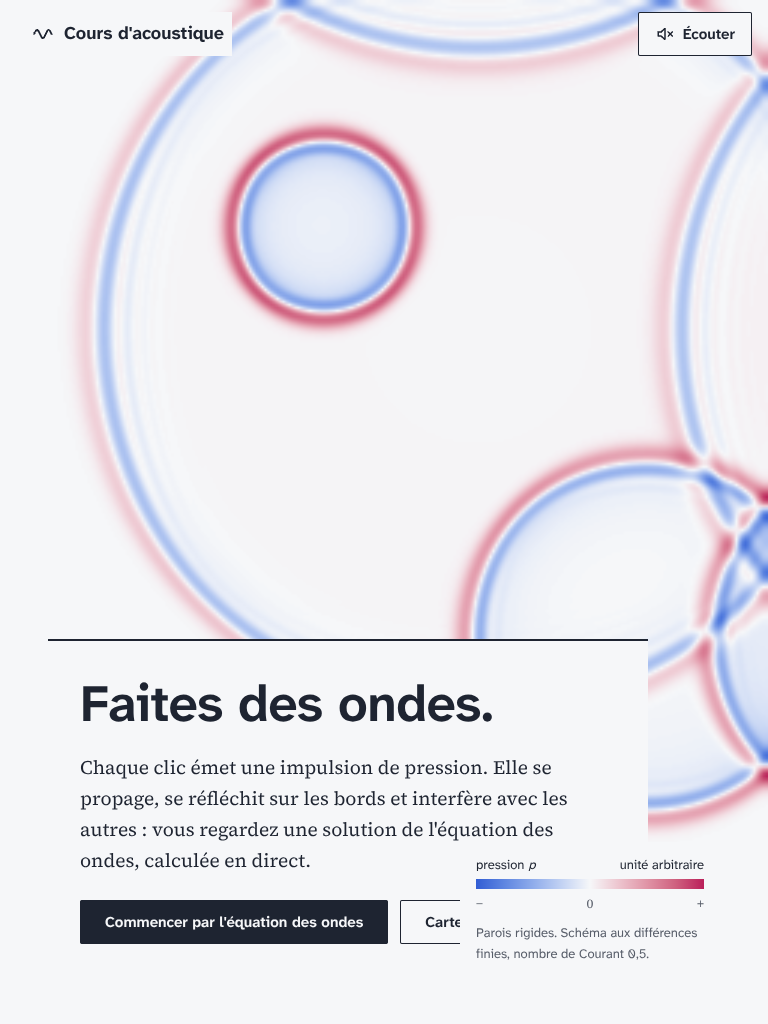 Cours d'acoustique
Écouter
Faites des ondes.
Chaque clic émet une impulsion de pression. Elle se
propage, se réfléchit sur les bords et interfère avec les
autres : vous regardez une solution de l'équation des
ondes, calculée en direct.
Commencer par l'équation des ondes
Carte
pression p
unité arbitraire
− 0 +
Parois rigides. Schéma aux différences
finies, nombre de Courant 0,5.